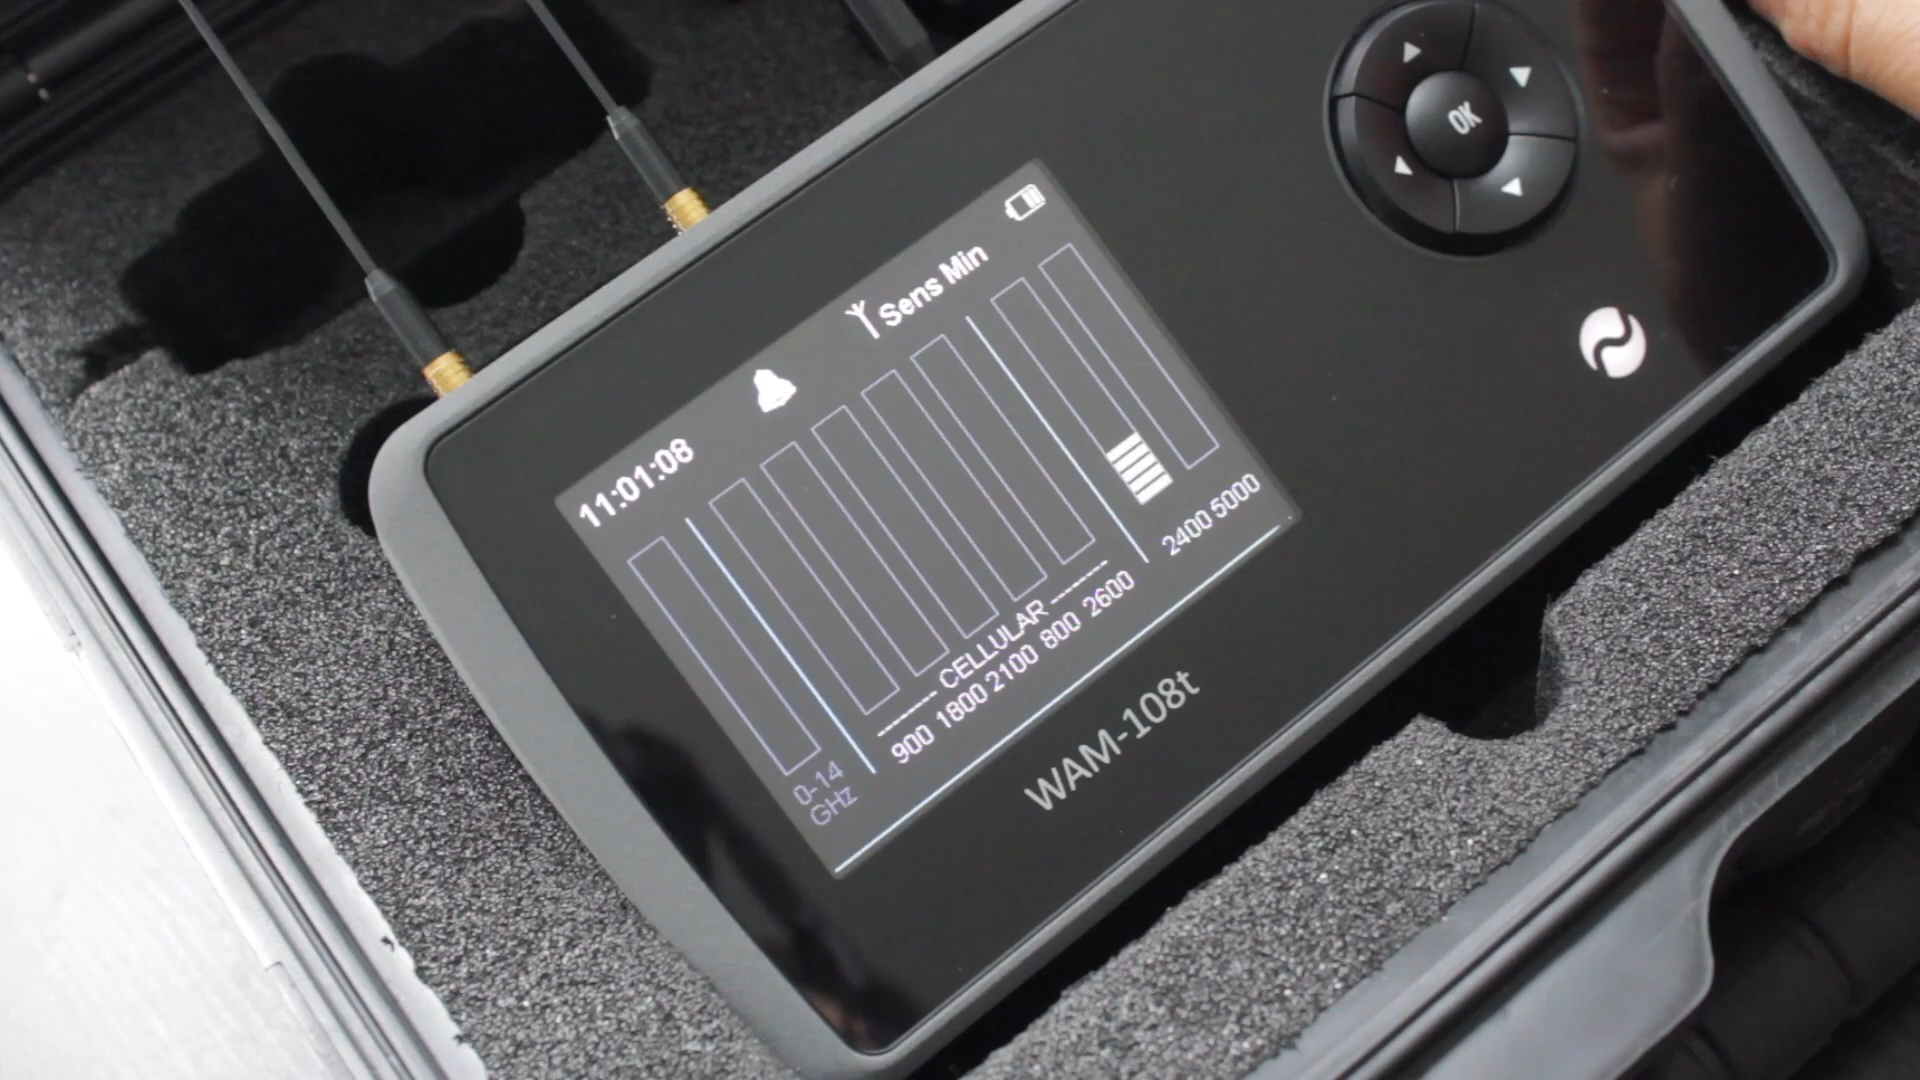 OK
Sens Min
11:01:08
------ CELLULAR ------
0-14 900 1800 2100 800 2600 2400 5000
GHz
WAM-108t